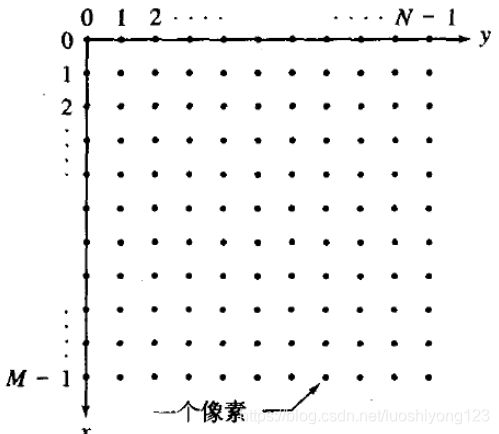 0 1 2 ····· ····· N − 1
0 y
1
2
M − 1
一个像素
https://blog.csdn.net/luoshiyong123
x